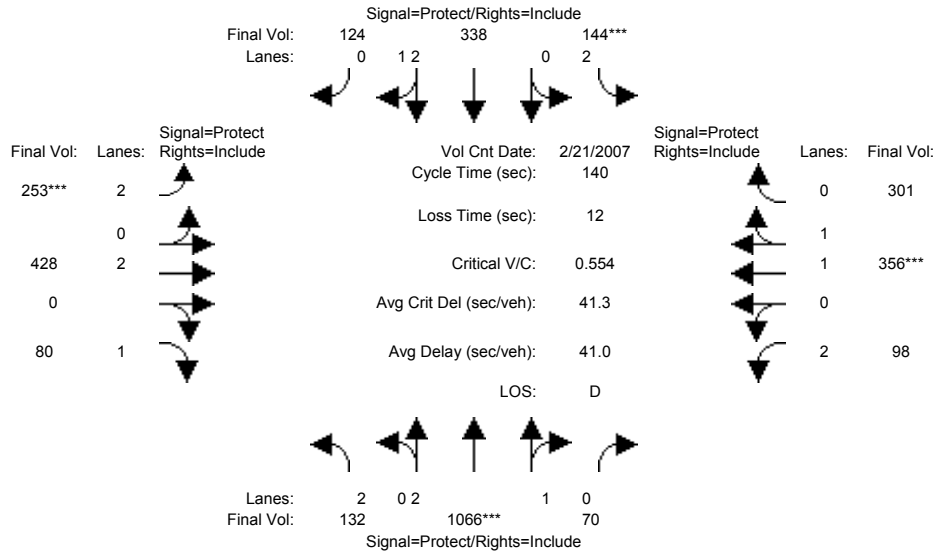 Signal=Protect/Rights=Include
Final Vol: 124 338 144***
Lanes: 0 1 2 0 2
Signal=Protect Signal=Protect
Final Vol: Lanes: Rights=Include Vol Cnt Date: 2/21/2007 Rights=Include Lanes: Final Vol:
Cycle Time (sec): 140
253*** 2 0 301
Loss Time (sec): 12
0 1
428 2 Critical V/C: 0.554 1 356***
0 0 Avg Crit Del (sec/veh): 41.3 0
80 1 Avg Delay (sec/veh): 41.0 2 98
LOS: D
Lanes: 2 0 2 1 0
Final Vol: 132 1066*** 70
Signal=Protect/Rights=Include